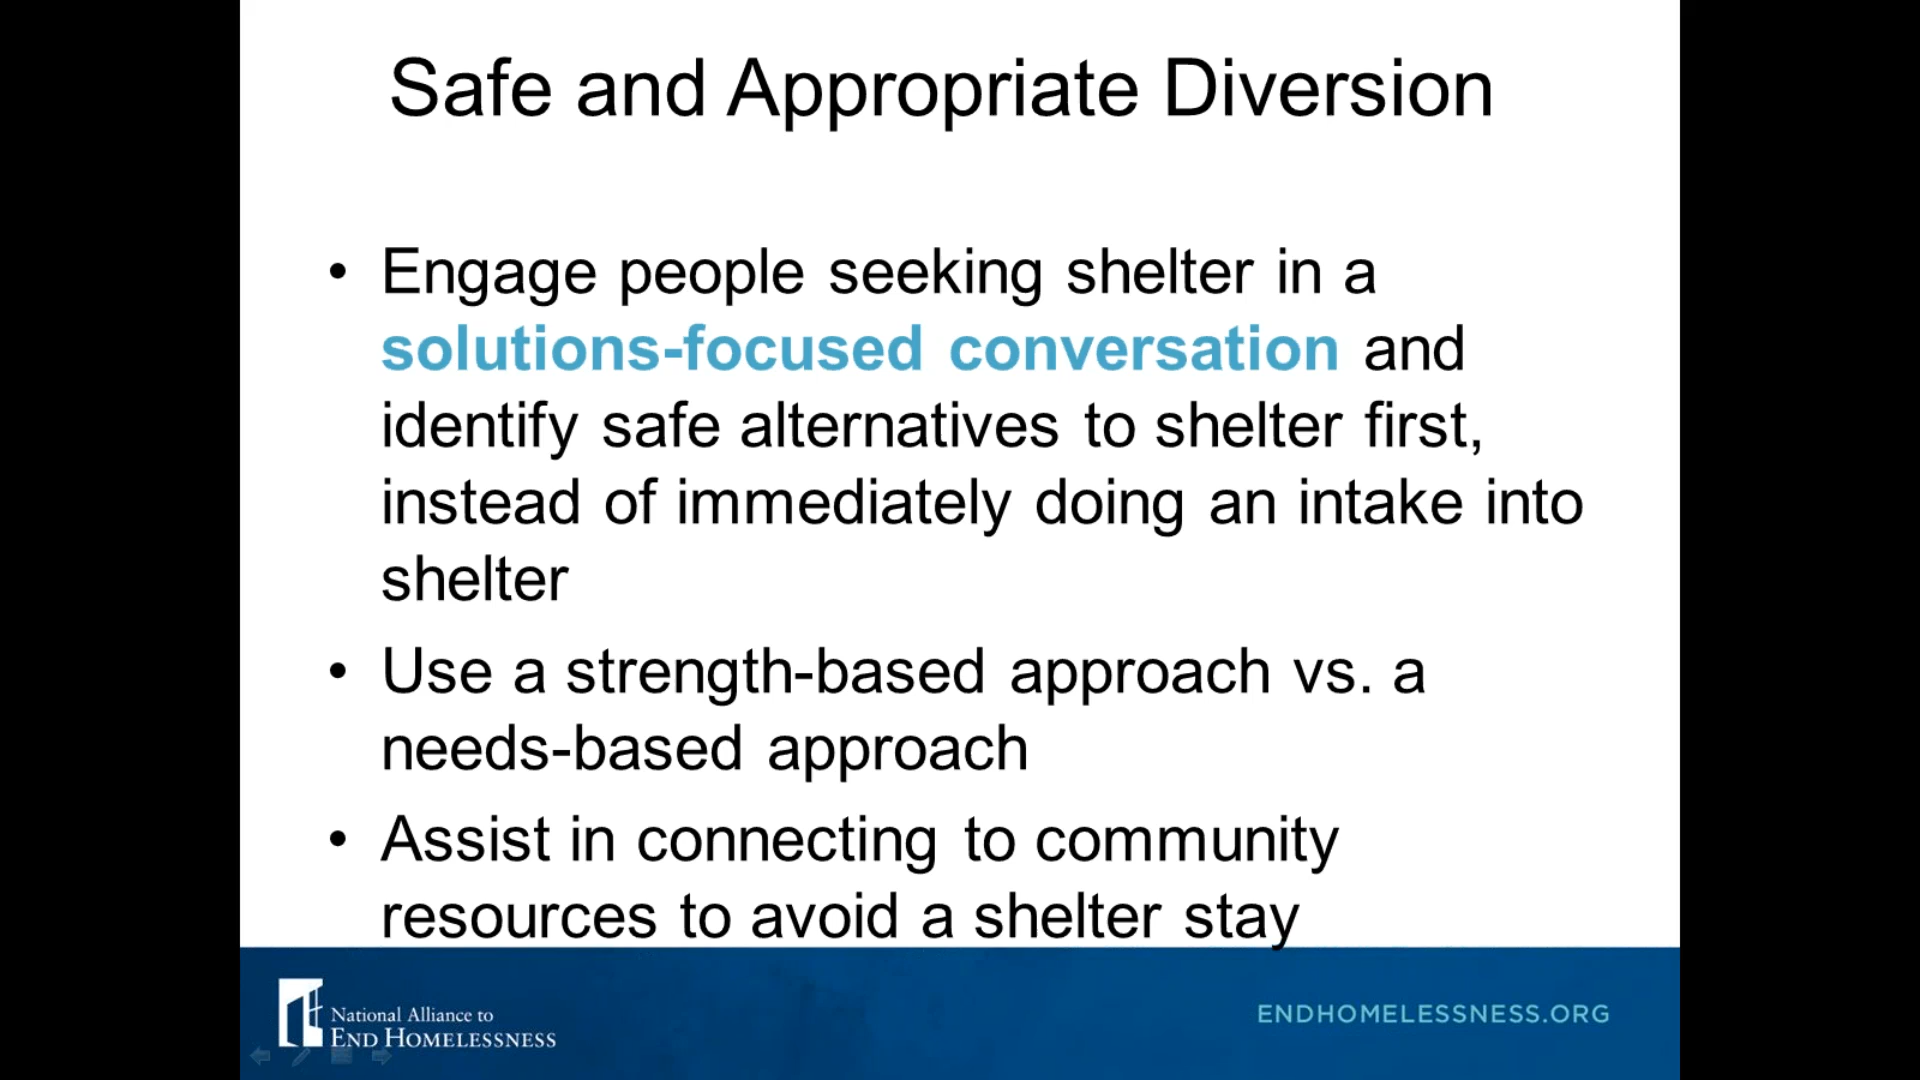 Safe and Appropriate Diversion
• Engage people seeking shelter in a
solutions-focused conversation and
identify safe alternatives to shelter first,
instead of immediately doing an intake into
shelter
• Use a strength-based approach vs. a
needs-based approach
• Assist in connecting to community
resources to avoid a shelter stay
National Alliance to
END HOMELESSNESS
ENDHOMELESSNESS.ORG